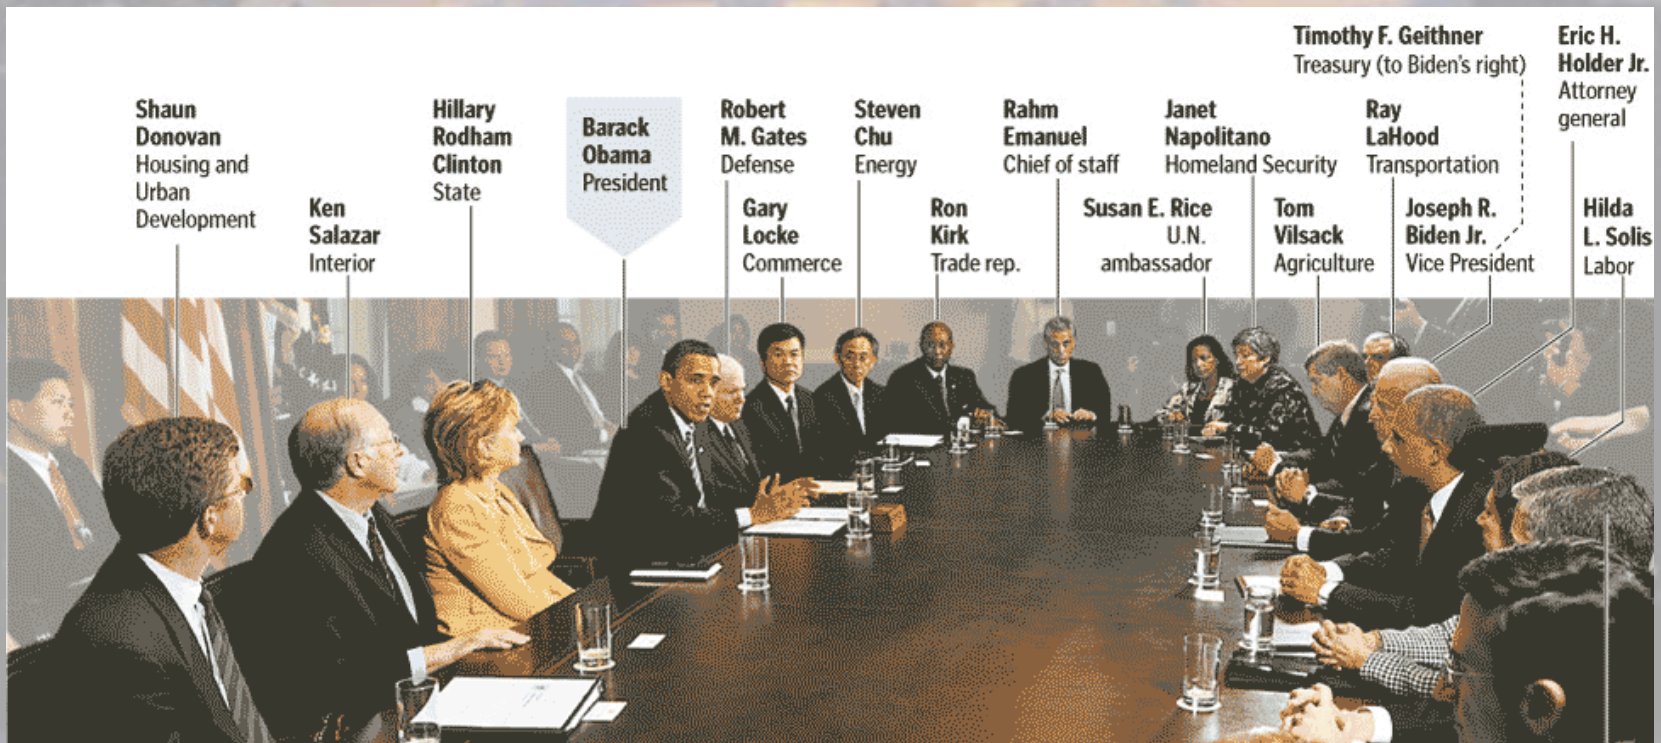 Shaun
Donovan
Housing and
Urban
Development
Ken
Salazar
Interior
Hillary
Rodham
Clinton
State
Barack
Obama
President
Robert
M. Gates
Defense
Gary
Locke
Commerce
Steven
Chu
Energy
Ron
Kirk
Trade rep.
Rahm
Emanuel
Chief of staff
Susan E. Rice
U.N.
ambassador
Janet
Napolitano
Homeland Security
Tom
Vilsack
Agriculture
Timothy F. Geithner
Treasury (to Biden's right)
Ray
LaHood
Transportation
Joseph R.
Biden Jr.
Vice President
Eric H.
Holder Jr.
Attorney
general
Hilda
L. Solis
Labor